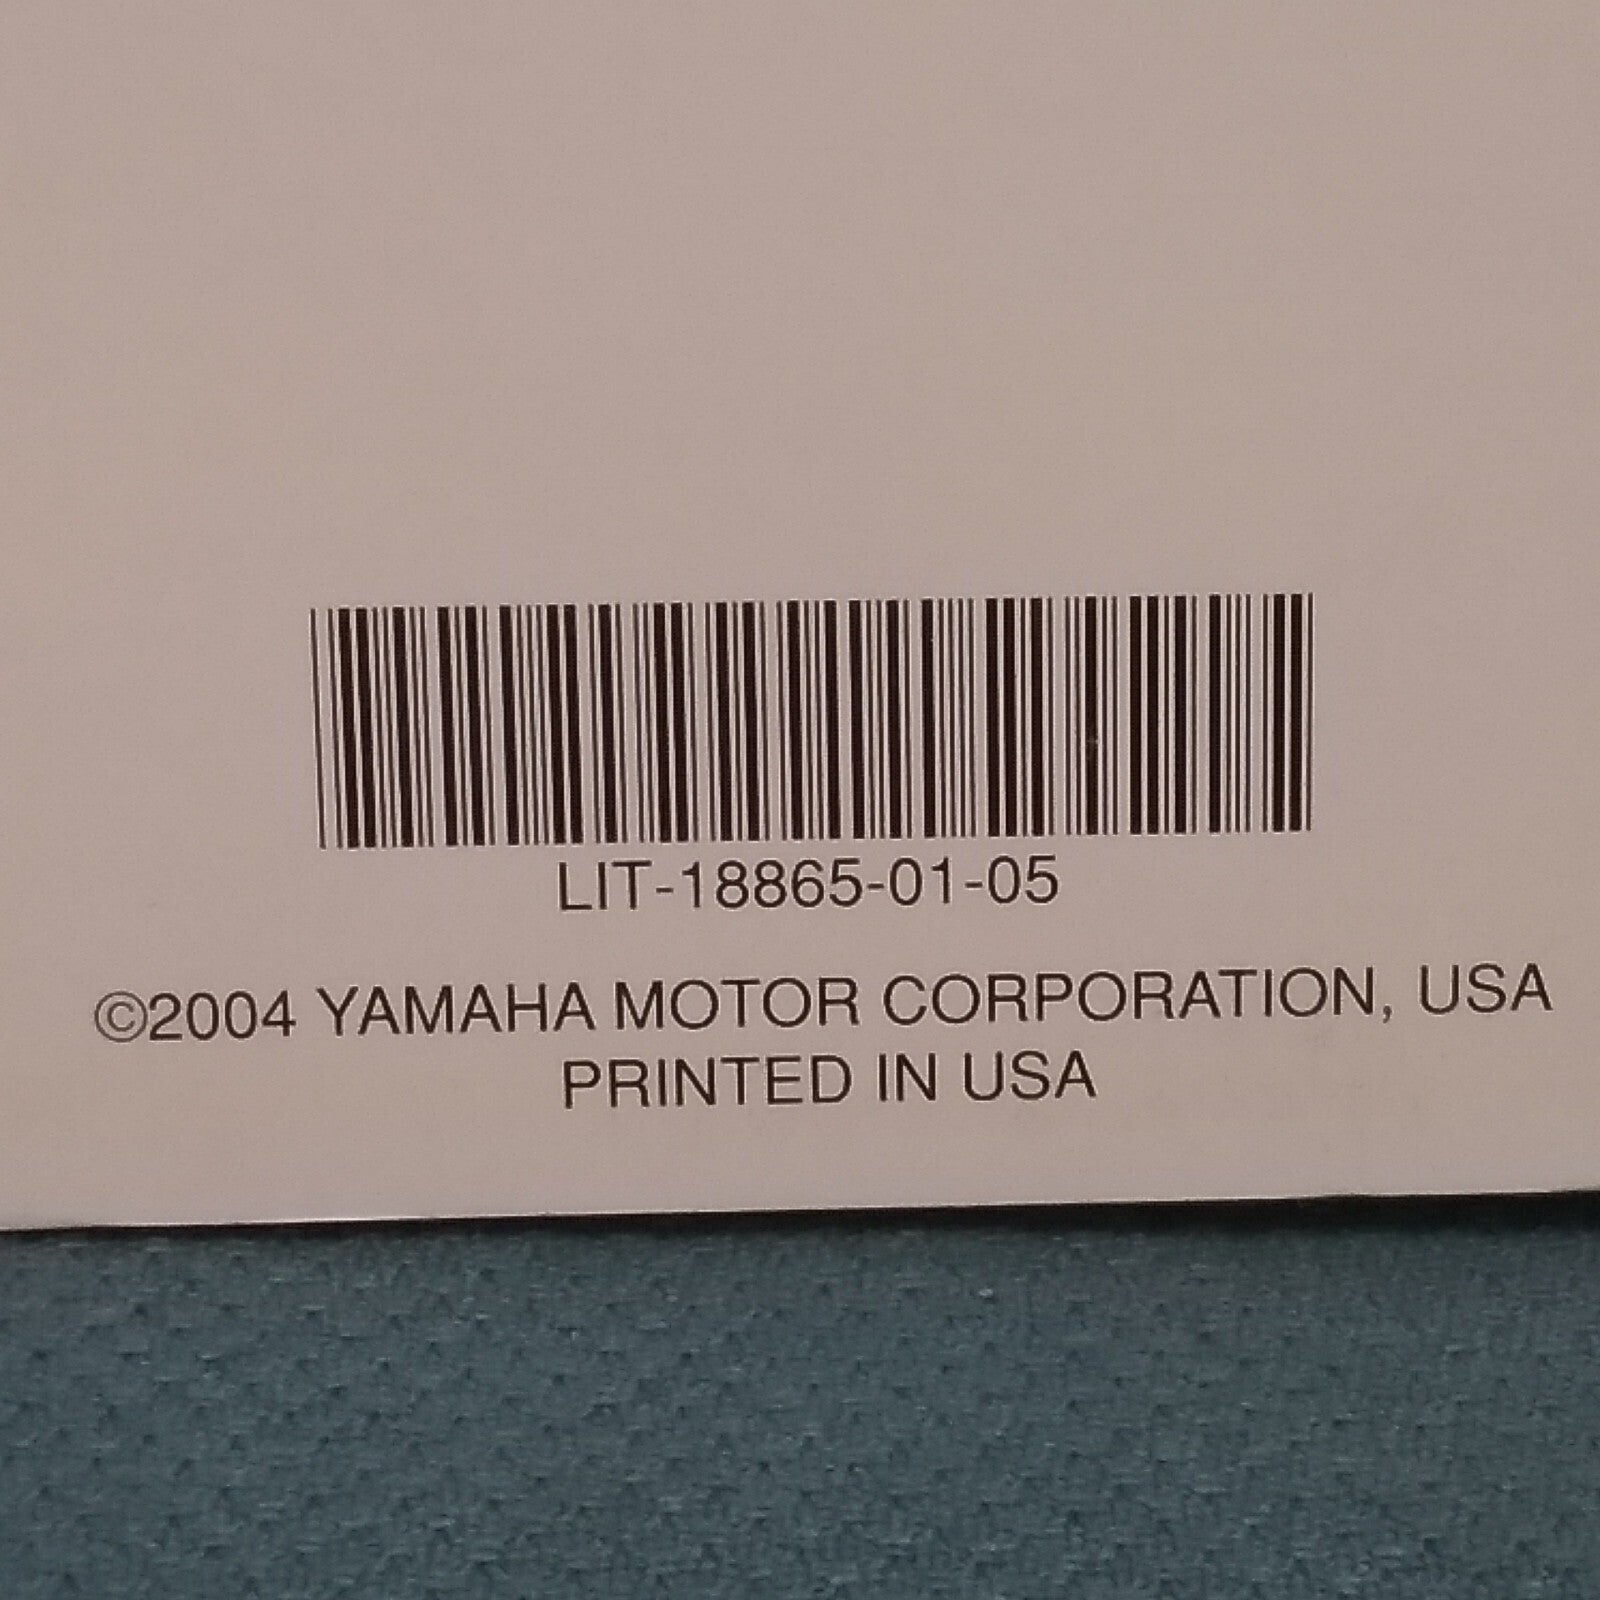 LIT-18865-01-05
©2004 YAMAHA MOTOR CORPORATION, USA
PRINTED IN USA